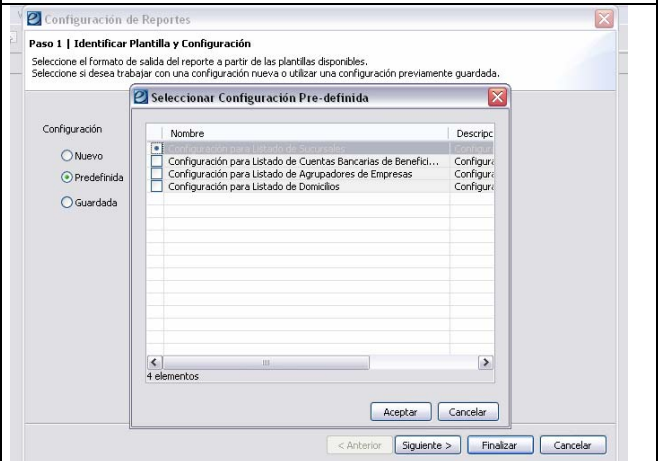 Configuración de Reportes
Paso 1 | Identificar Plantilla y Configuración
Seleccione el formato de salida del reporte a partir de las plantillas disponibles.
Seleccione si desea trabajar con una configuración nueva o utilizar una configuración previamente guardada.
Seleccionar Configuración Pre-definida
Configuración
Nuevo
Predefinida
Guardada
Nombre Descripc
Configuración para Listado de Sucursales Configura
Configuración para Listado de Cuentas Bancarias de Benefici... Configura
Configuración para Listado de Agrupadores de Empresas Configura
Configuración para Listado de Domicilios Configura
4 elementos
Aceptar Cancelar
< Anterior Siguiente > Finalizar Cancelar